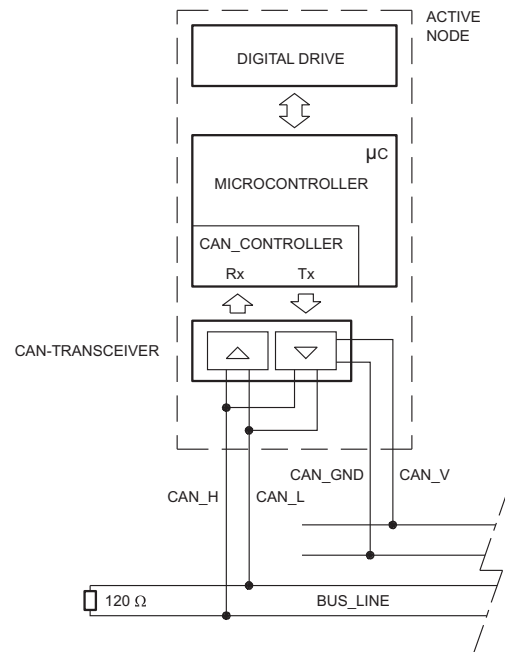 ACTIVE
NODE
DIGITAL DRIVE
µC
MICROCONTROLLER
CAN_CONTROLLER
Rx Tx
CAN-TRANSCEIVER
CAN_GND CAN_V
CAN_H CAN_L
120 Ω BUS_LINE